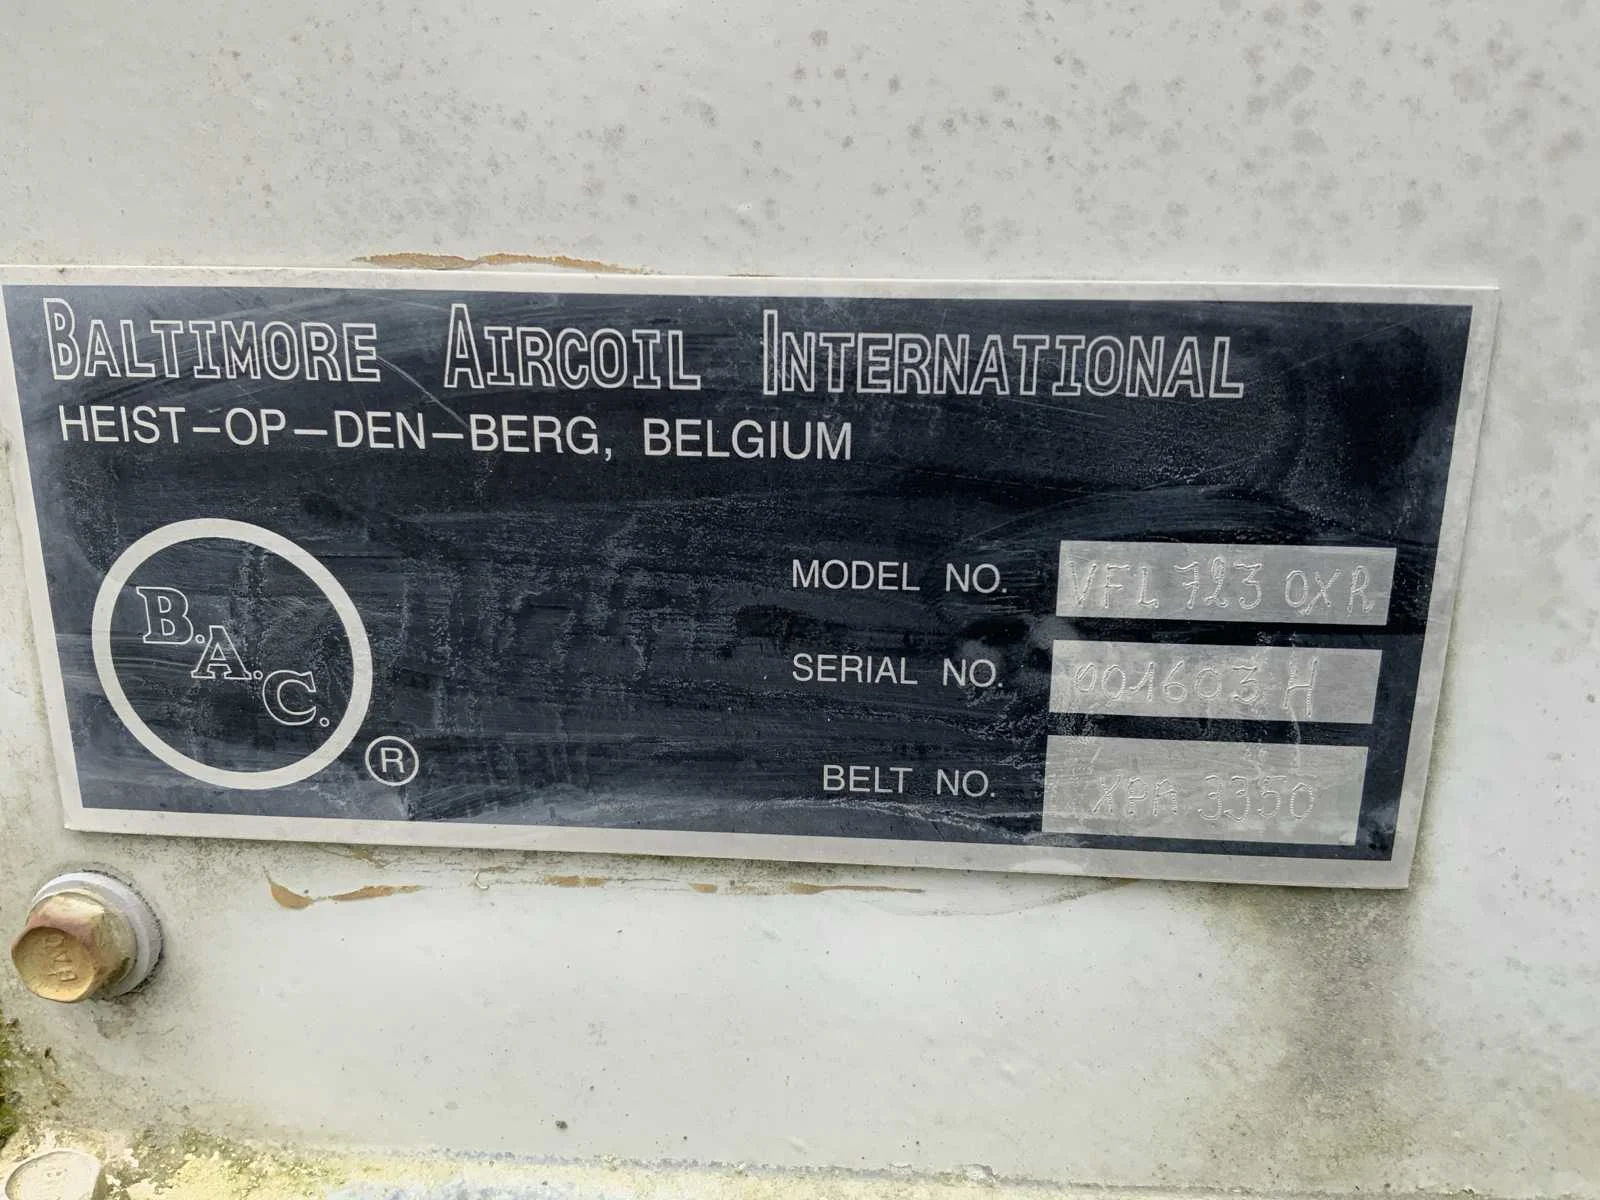 BALTIMORE AIRCOIL INTERNATIONAL
HEIST-OP-DEN-BERG, BELGIUM
B.A.C.
®
MODEL NO. VFL 723 OXR
SERIAL NO. 001603 H
BELT NO. XPA 3350